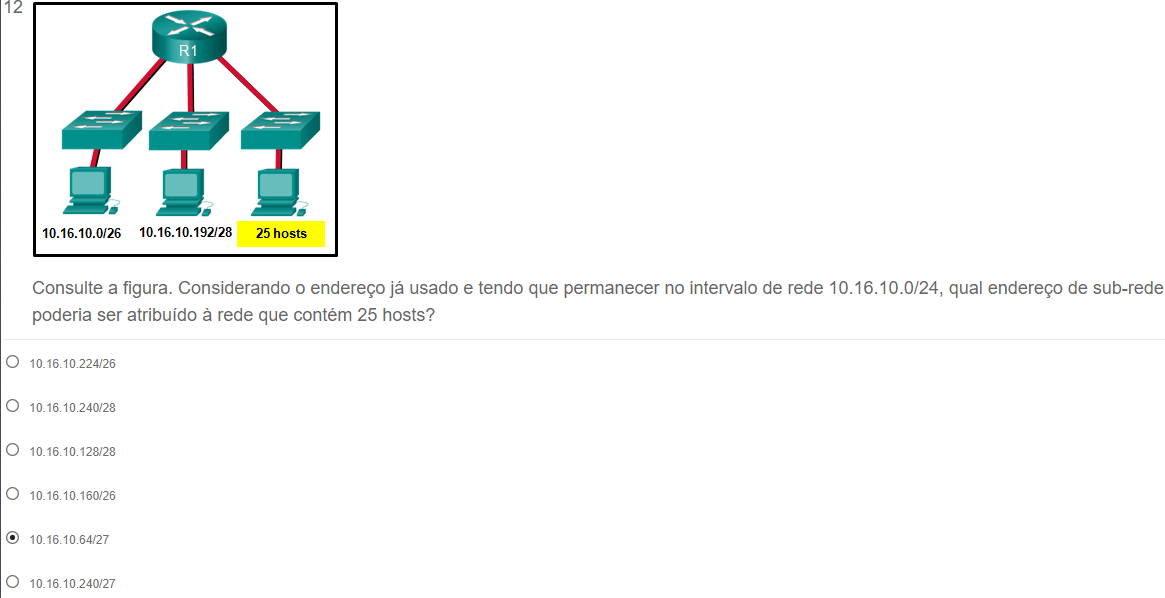 12
R1
10.16.10.0/26 10.16.10.192/28 25 hosts
Consulte a figura. Considerando o endereço já usado e tendo que permanecer no intervalo de rede 10.16.10.0/24, qual endereço de sub-rede
poderia ser atribuído à rede que contém 25 hosts?
10.16.10.224/26
10.16.10.240/28
10.16.10.128/28
10.16.10.160/26
10.16.10.64/27
10.16.10.240/27